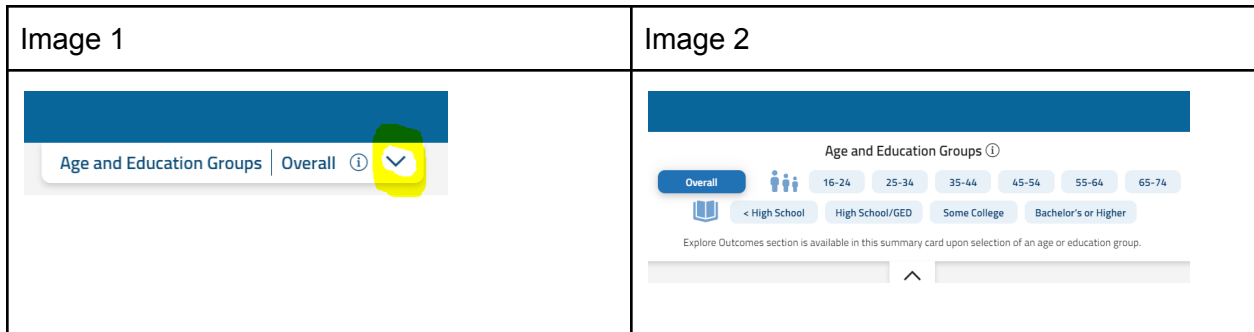 Image 1
Image 2
Age and Education Groups | Overall ⓘ
Age and Education Groups ⓘ
Overall 16-24 25-34 35-44 45-54 55-64 65-74
< High School High School/GED Some College Bachelor's or Higher
Explore Outcomes section is available in this summary card upon selection of an age or education group.